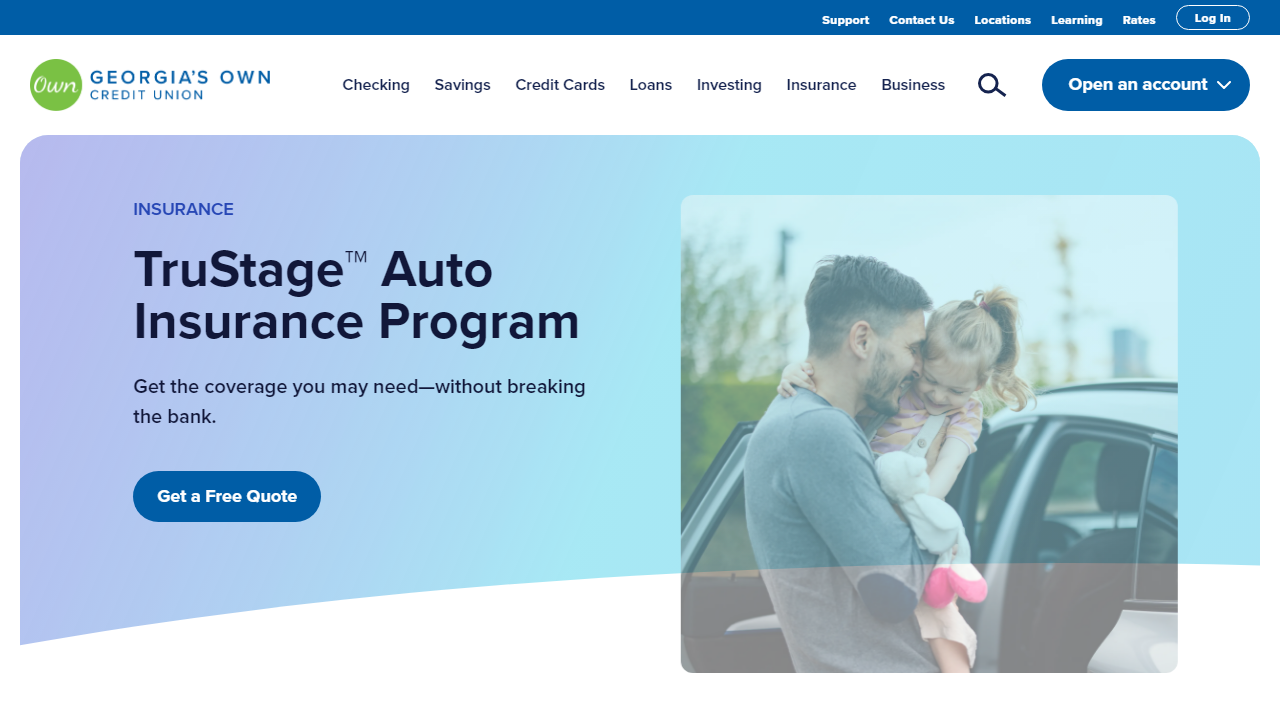 Support Contact Us Locations Learning Rates Log In
Own GEORGIA'S OWN
CREDIT UNION
Checking Savings Credit Cards Loans Investing Insurance Business Open an account
INSURANCE
TruStage™ Auto
Insurance Program
Get the coverage you may need—without breaking
the bank.
Get a Free Quote